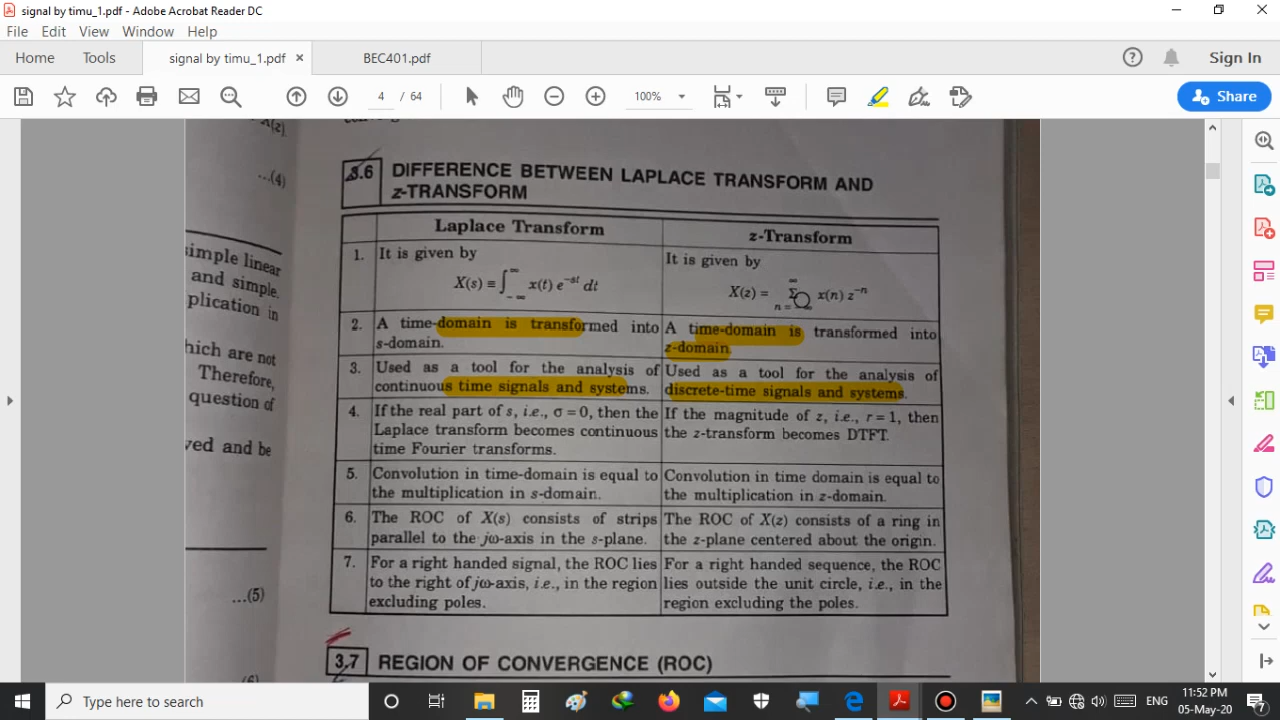 signal by timu_1.pdf - Adobe Acrobat Reader DC
File Edit View Window Help
Home Tools signal by timu_1.pdf × BEC401.pdf Sign In
4 / 64 100% Share
X(z)
...(4)
simple linear
and simple.
plication in
hich are not
Therefore,
question of
ved and be
...(5)
3.6 DIFFERENCE BETWEEN LAPLACE TRANSFORM AND
z-TRANSFORM
Laplace Transform z-Transform
1. It is given by It is given by
X(s) = ∫_{-∞}^{∞} x(t) e^{-st} dt X(z) = Σ x(n) z^{-n}
n =
2. A time-domain is transformed into A time-domain is transformed into
s-domain. z-domain.
3. Used as a tool for the analysis of Used as a tool for the analysis of
continuous time signals and systems. discrete-time signals and systems.
4. If the real part of s, i.e., σ = 0, then the If the magnitude of z, i.e., r = 1, then
Laplace transform becomes continuous the z-transform becomes DTFT.
time Fourier transforms.
5. Convolution in time-domain is equal to Convolution in time domain is equal to
the multiplication in s-domain. the multiplication in z-domain.
6. The ROC of X(s) consists of strips The ROC of X(z) consists of a ring in
parallel to the jω-axis in the s-plane. the z-plane centered about the origin.
7. For a right handed signal, the ROC lies For a right handed sequence, the ROC
to the right of jω-axis, i.e., in the region lies outside the unit circle, i.e., in the
excluding poles. region excluding the poles.
3.7 REGION OF CONVERGENCE (ROC)
Type here to search
ENG
11:52 PM
05-May-20
7